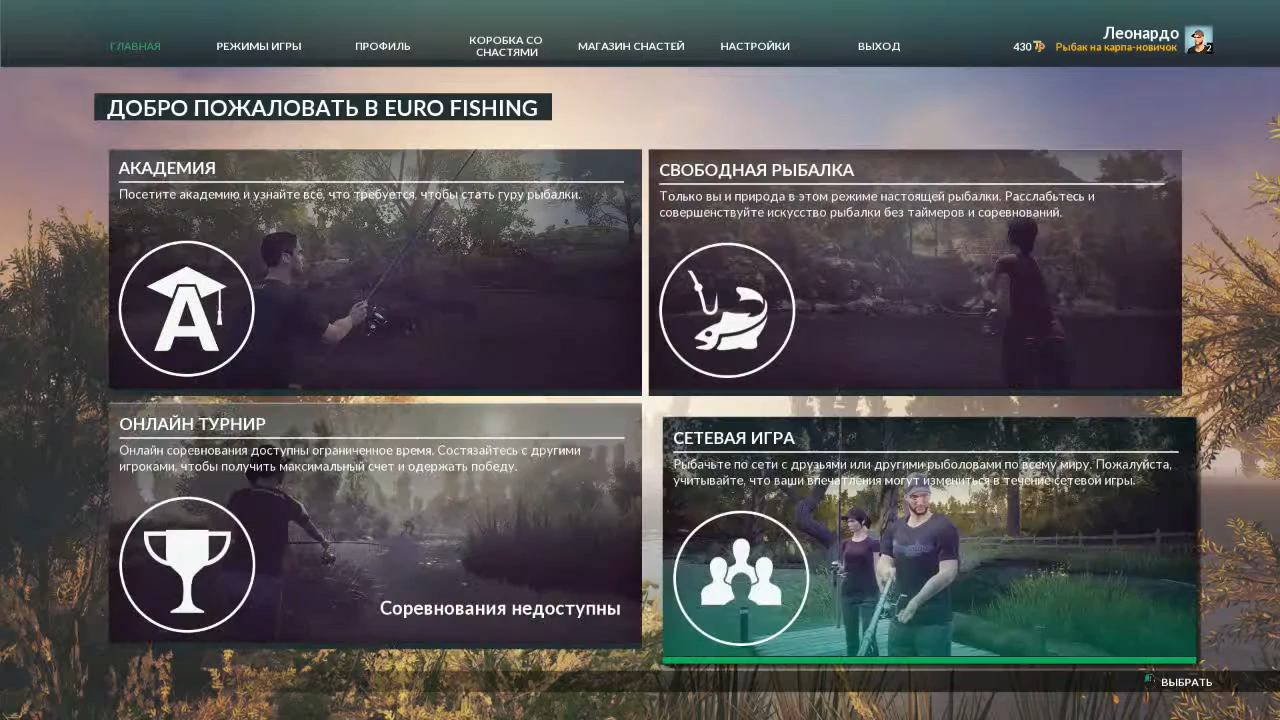 ГЛАВНАЯ
РЕЖИМЫ ИГРЫ
ПРОФИЛЬ
КОРОБКА СО
СНАСТЯМИ
МАГАЗИН СНАСТЕЙ
НАСТРОЙКИ
ВЫХОД
430 TP
Леонардо
Рыбак на карпа-новичок
2
ДОБРО ПОЖАЛОВАТЬ В EURO FISHING
АКАДЕМИЯ
Посетите академию и узнайте всё, что требуется, чтобы стать гуру рыбалки.
A
СВОБОДНАЯ РЫБАЛКА
Только вы и природа в этом режиме настоящей рыбалки. Расслабьтесь и
совершенствуйте искусство рыбалки без таймеров и соревнований.
ОНЛАЙН ТУРНИР
Онлайн соревнования доступны ограниченное время. Состязайтесь с другими
игроками, чтобы получить максимальный счет и одержать победу.
Соревнования недоступны
СЕТЕВАЯ ИГРА
Рыбачьте по сети с друзьями или другими рыболовами по всему миру. Пожалуйста,
учитывайте, что ваши впечатления могут измениться в течение сетевой игры.
ВЫБРАТЬ